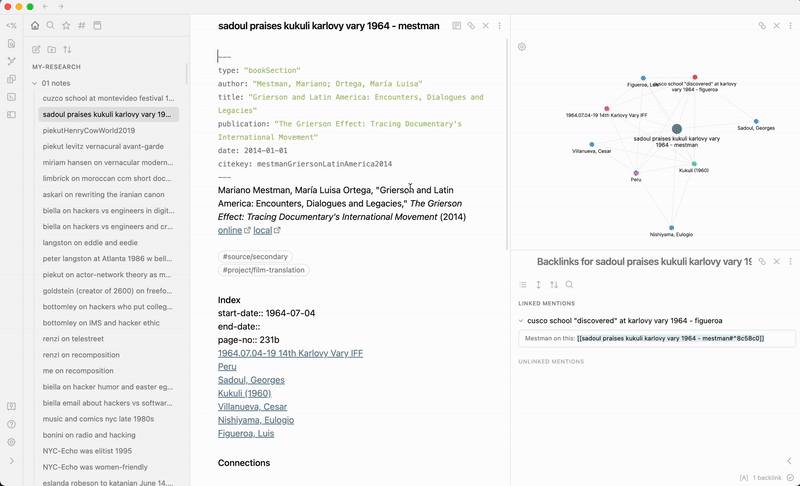 MY-RESEARCH
01 notes
cuzco school at montevideo festival 1...
sadoul praises kukuli karlovy vary 19...
piekutHenryCowWorld2019
piekut levitz vernacular avant-garde
miriam hansen on vernacular modern...
limbrick on moroccan ccm short doc...
askari on rewriting the iranian canon
biella on hackers vs engineers in digit...
biella on hackers vs engineers and cr...
langston on eddie and eedie
peter langston at Atlanta 1986 w bell...
piekut on actor-network theory as m...
goldstein (creator of 2600) on freefo...
bottomley on hackers who put colleg...
bottomley on IMS and hacker ethic
renzi on telestreet
renzi on recomposition
me on recomposition
biella on hacker humor and easter eg...
biella email about hackers vs softwar...
music and comics nyc late 1980s
bonini on radio and hacking
NYC-Echo was elitist 1995
NYC-Echo was women-friendly
eslanda robeson to katanian June 14,...
sadoul praises kukuli karlovy vary 1964 - mestman
---
type: "bookSection"
author: "Mestman, Mariano; Ortega, María Luisa"
title: "Grierson and Latin America: Encounters, Dialogues and
Legacies"
publication: "The Grierson Effect: Tracing Documentary's
International Movement"
date: 2014-01-01
citekey: mestmanGriersonLatinAmerica2014
---
Mariano Mestman, María Luisa Ortega, "Grierson and Latin
America: Encounters, Dialogues and Legacies," The Grierson
Effect: Tracing Documentary's International Movement (2014)
online local
#source/secondary
#project/film-translation
Index
start-date:: 1964-07-04
end-date::
page-no:: 231b
1964.07.04-19 14th Karlovy Vary IFF
Peru
Sadoul, Georges
Kukuli (1960)
Villanueva, Cesar
Nishiyama, Eulogio
Figueroa, Luis
Connections
Figueroa, Luis
cusco school "discovered" at karlovy
vary 1964 - figueroa
1964.07.04-19 14th Karlovy Vary IFF
Sadoul, Georges
sadoul praises kukuli karlovy vary
1964 - mestman
Villanueva, Cesar
Kukuli (1960)
Peru
Nishiyama, Eulogio
Backlinks for sadoul praises kukuli karlovy vary 19
LINKED MENTIONS
cusco school "discovered" at karlovy vary 1964 - figueroa
Mestman on this: [[sadoul praises kukuli karlovy vary 1964 - mestman#^8c58c0]]
UNLINKED MENTIONS
[A] 1 backlink